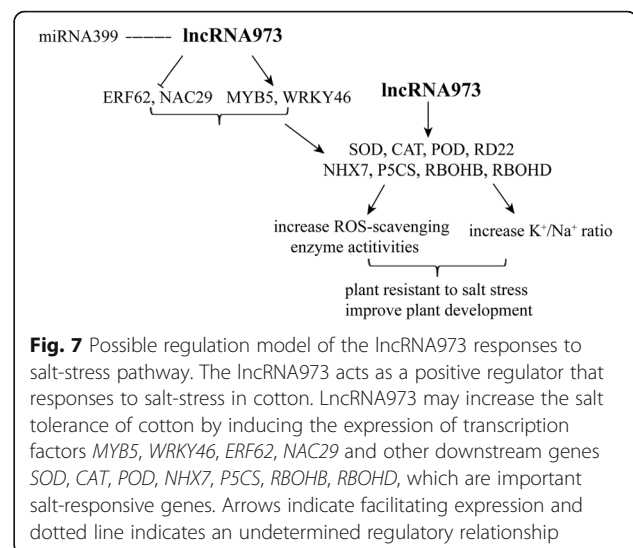 miRNA399 lncRNA973
ERF62, NAC29 MYB5, WRKY46
lncRNA973
SOD, CAT, POD, RD22
NHX7, P5CS, RBOHB, RBOHD
increase ROS-scavenging
enzyme actitivities
increase K⁺/Na⁺ ratio
plant resistant to salt stress
improve plant development
Fig. 7 Possible regulation model of the lncRNA973 responses to
salt-stress pathway. The lncRNA973 acts as a positive regulator that
responses to salt-stress in cotton. LncRNA973 may increase the salt
tolerance of cotton by inducing the expression of transcription
factors MYB5, WRKY46, ERF62, NAC29 and other downstream genes
SOD, CAT, POD, NHX7, P5CS, RBOHB, RBOHD, which are important
salt-responsive genes. Arrows indicate facilitating expression and
dotted line indicates an undetermined regulatory relationship